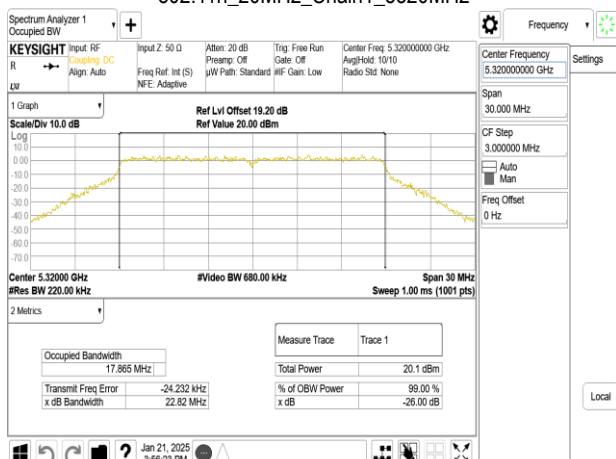 802.11n_20MHz_Chain1_5320MHz
Spectrum Analyzer 1
Occupied BW
Frequency
KEYSIGHT
R
LXI
Input: RF
Coupling: DC
Align: Auto
Input Z: 50 Ω
Freq Ref: Int (S)
NFE: Adaptive
Atten: 20 dB
Preamp: Off
µW Path: Standard
Trig: Free Run
Gate: Off
#IF Gain: Low
Center Freq: 5.320000000 GHz
Avg|Hold: 10/10
Radio Std: None
Center Frequency
5.320000000 GHz
Settings
Span
30.000 MHz
CF Step
3.000000 MHz
Auto
Man
Freq Offset
0 Hz
Local
1 Graph
Scale/Div 10.0 dB
Ref Lvl Offset 19.20 dB
Ref Value 20.00 dBm
Log
10.0
0.00
-10.0
-20.0
-30.0
-40.0
-50.0
-60.0
-70.0
Center 5.32000 GHz
#Res BW 220.00 kHz
#Video BW 680.00 kHz
Span 30 MHz
Sweep 1.00 ms (1001 pts)
2 Metrics
Measure Trace Trace 1
Occupied Bandwidth
17.865 MHz
Total Power 20.1 dBm
Transmit Freq Error -24.232 kHz
% of OBW Power 99.00 %
x dB Bandwidth 22.82 MHz
x dB -26.00 dB
?
Jan 21, 2025